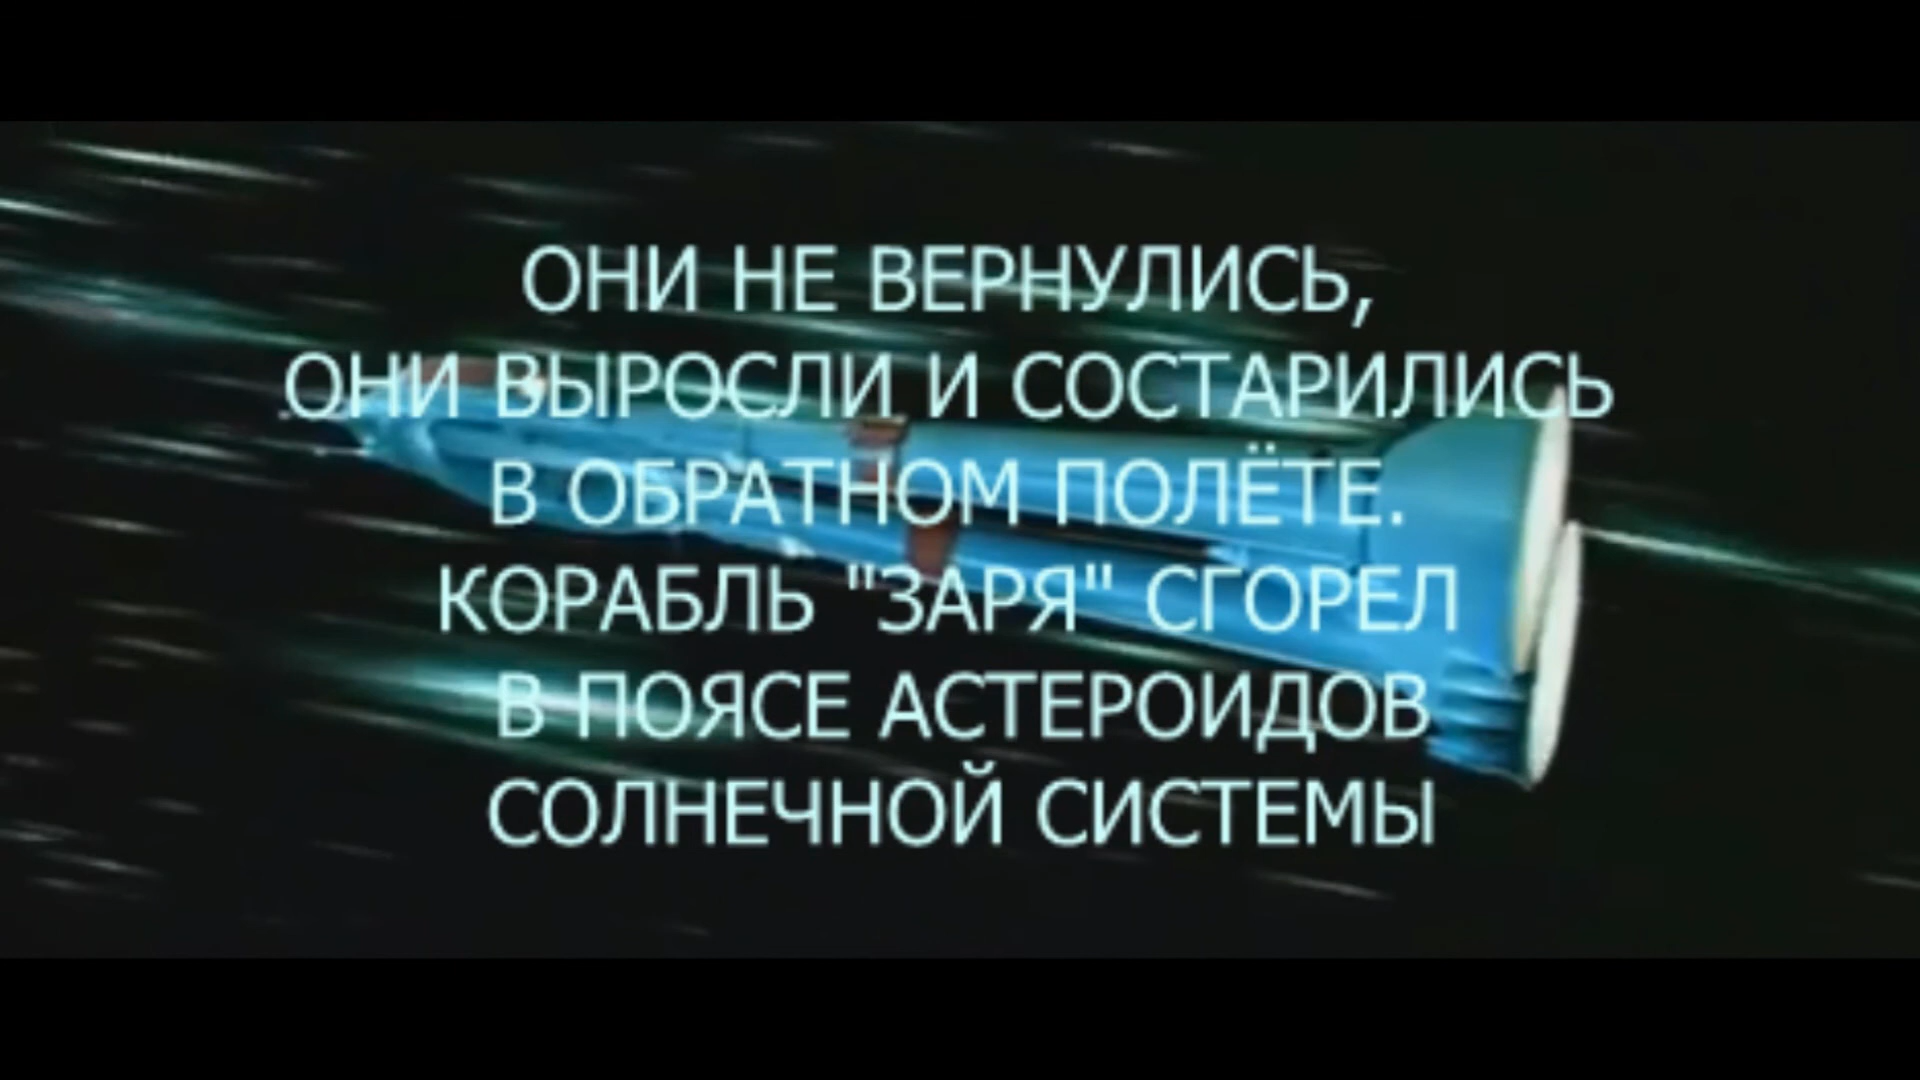 ОНИ НЕ ВЕРНУЛИСЬ,
ОНИ ВЫРОСЛИ И СОСТАРИЛИСЬ
В ОБРАТНОМ ПОЛЁТЕ.
КОРАБЛЬ "ЗАРЯ" СГОРЕЛ
В ПОЯСЕ АСТЕРОИДОВ
СОЛНЕЧНОЙ СИСТЕМЫ